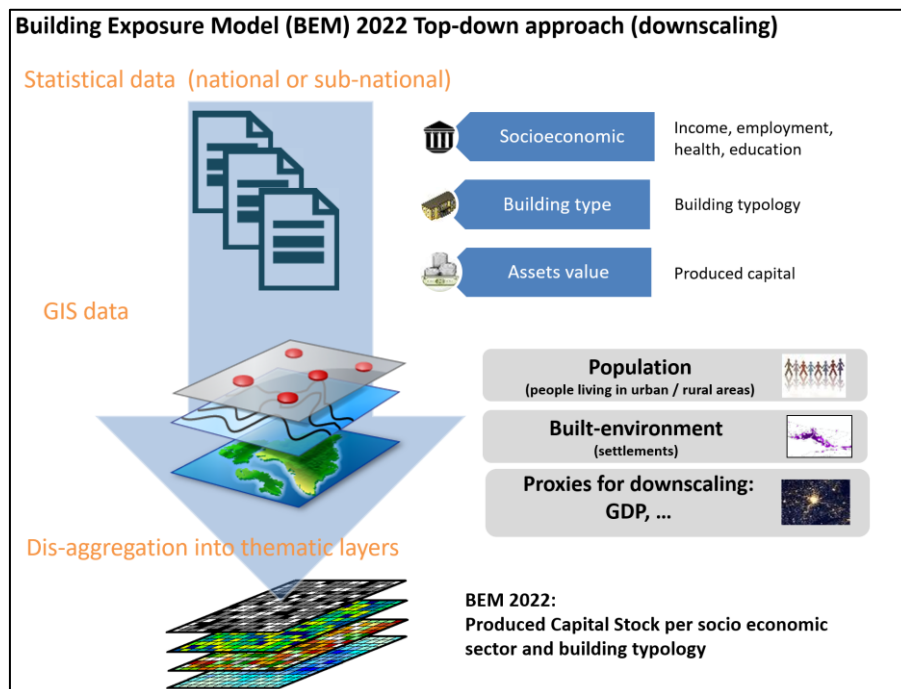 Building Exposure Model (BEM) 2022 Top-down approach (downscaling)
Statistical data (national or sub-national)
Socioeconomic
Income, employment,
health, education
Building type
Building typology
Assets value
Produced capital
GIS data
Population
(people living in urban / rural areas)
Built-environment
(settlements)
Proxies for downscaling:
GDP, ...
Dis-aggregation into thematic layers
BEM 2022:
Produced Capital Stock per socio economic
sector and building typology